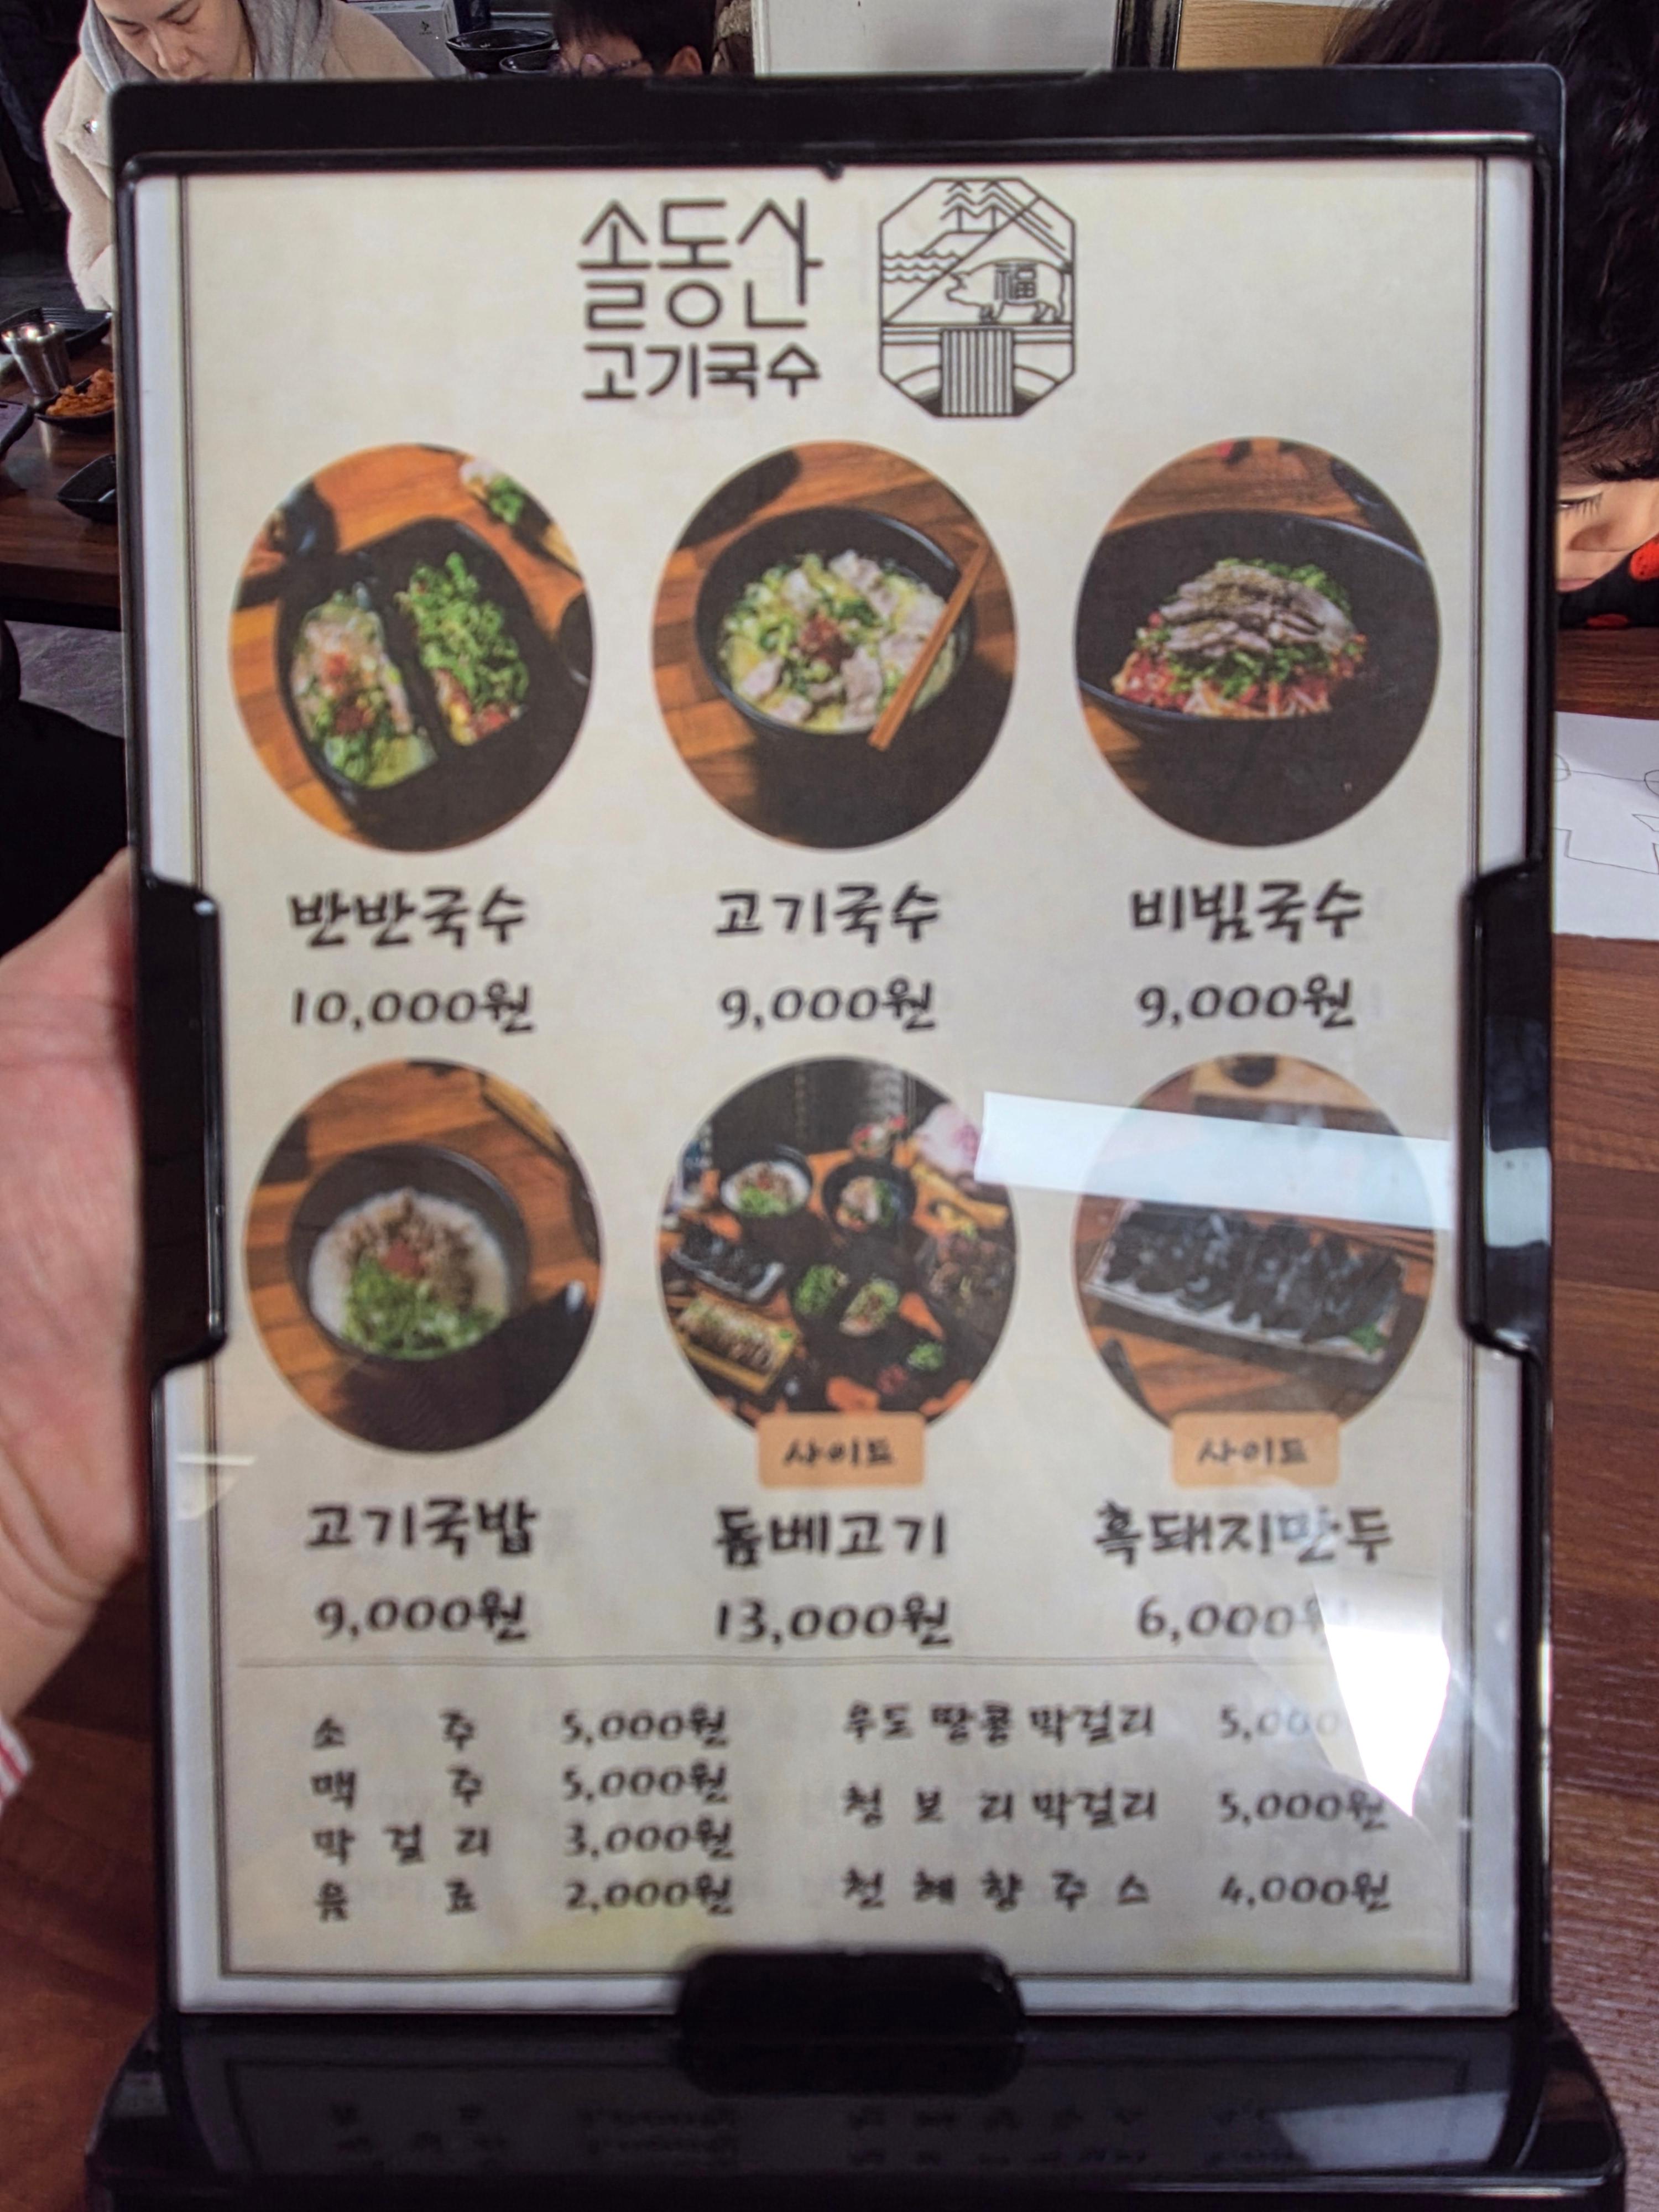 솔동산
고기국수
福
반반국수 고기국수 비빔국수
10,000원 9,000원 9,000원
사이드 사이드
고기국밥 돔베고기 흑돼지만두
9,000원 13,000원 6,000원
소 주 5,000원
맥 주 5,000원
막 걸 리 3,000원
음 료 2,000원
우도 땅콩 막걸리 5,000
청 보 리 막걸리 5,000원
천 혜 향 주 스 4,000원